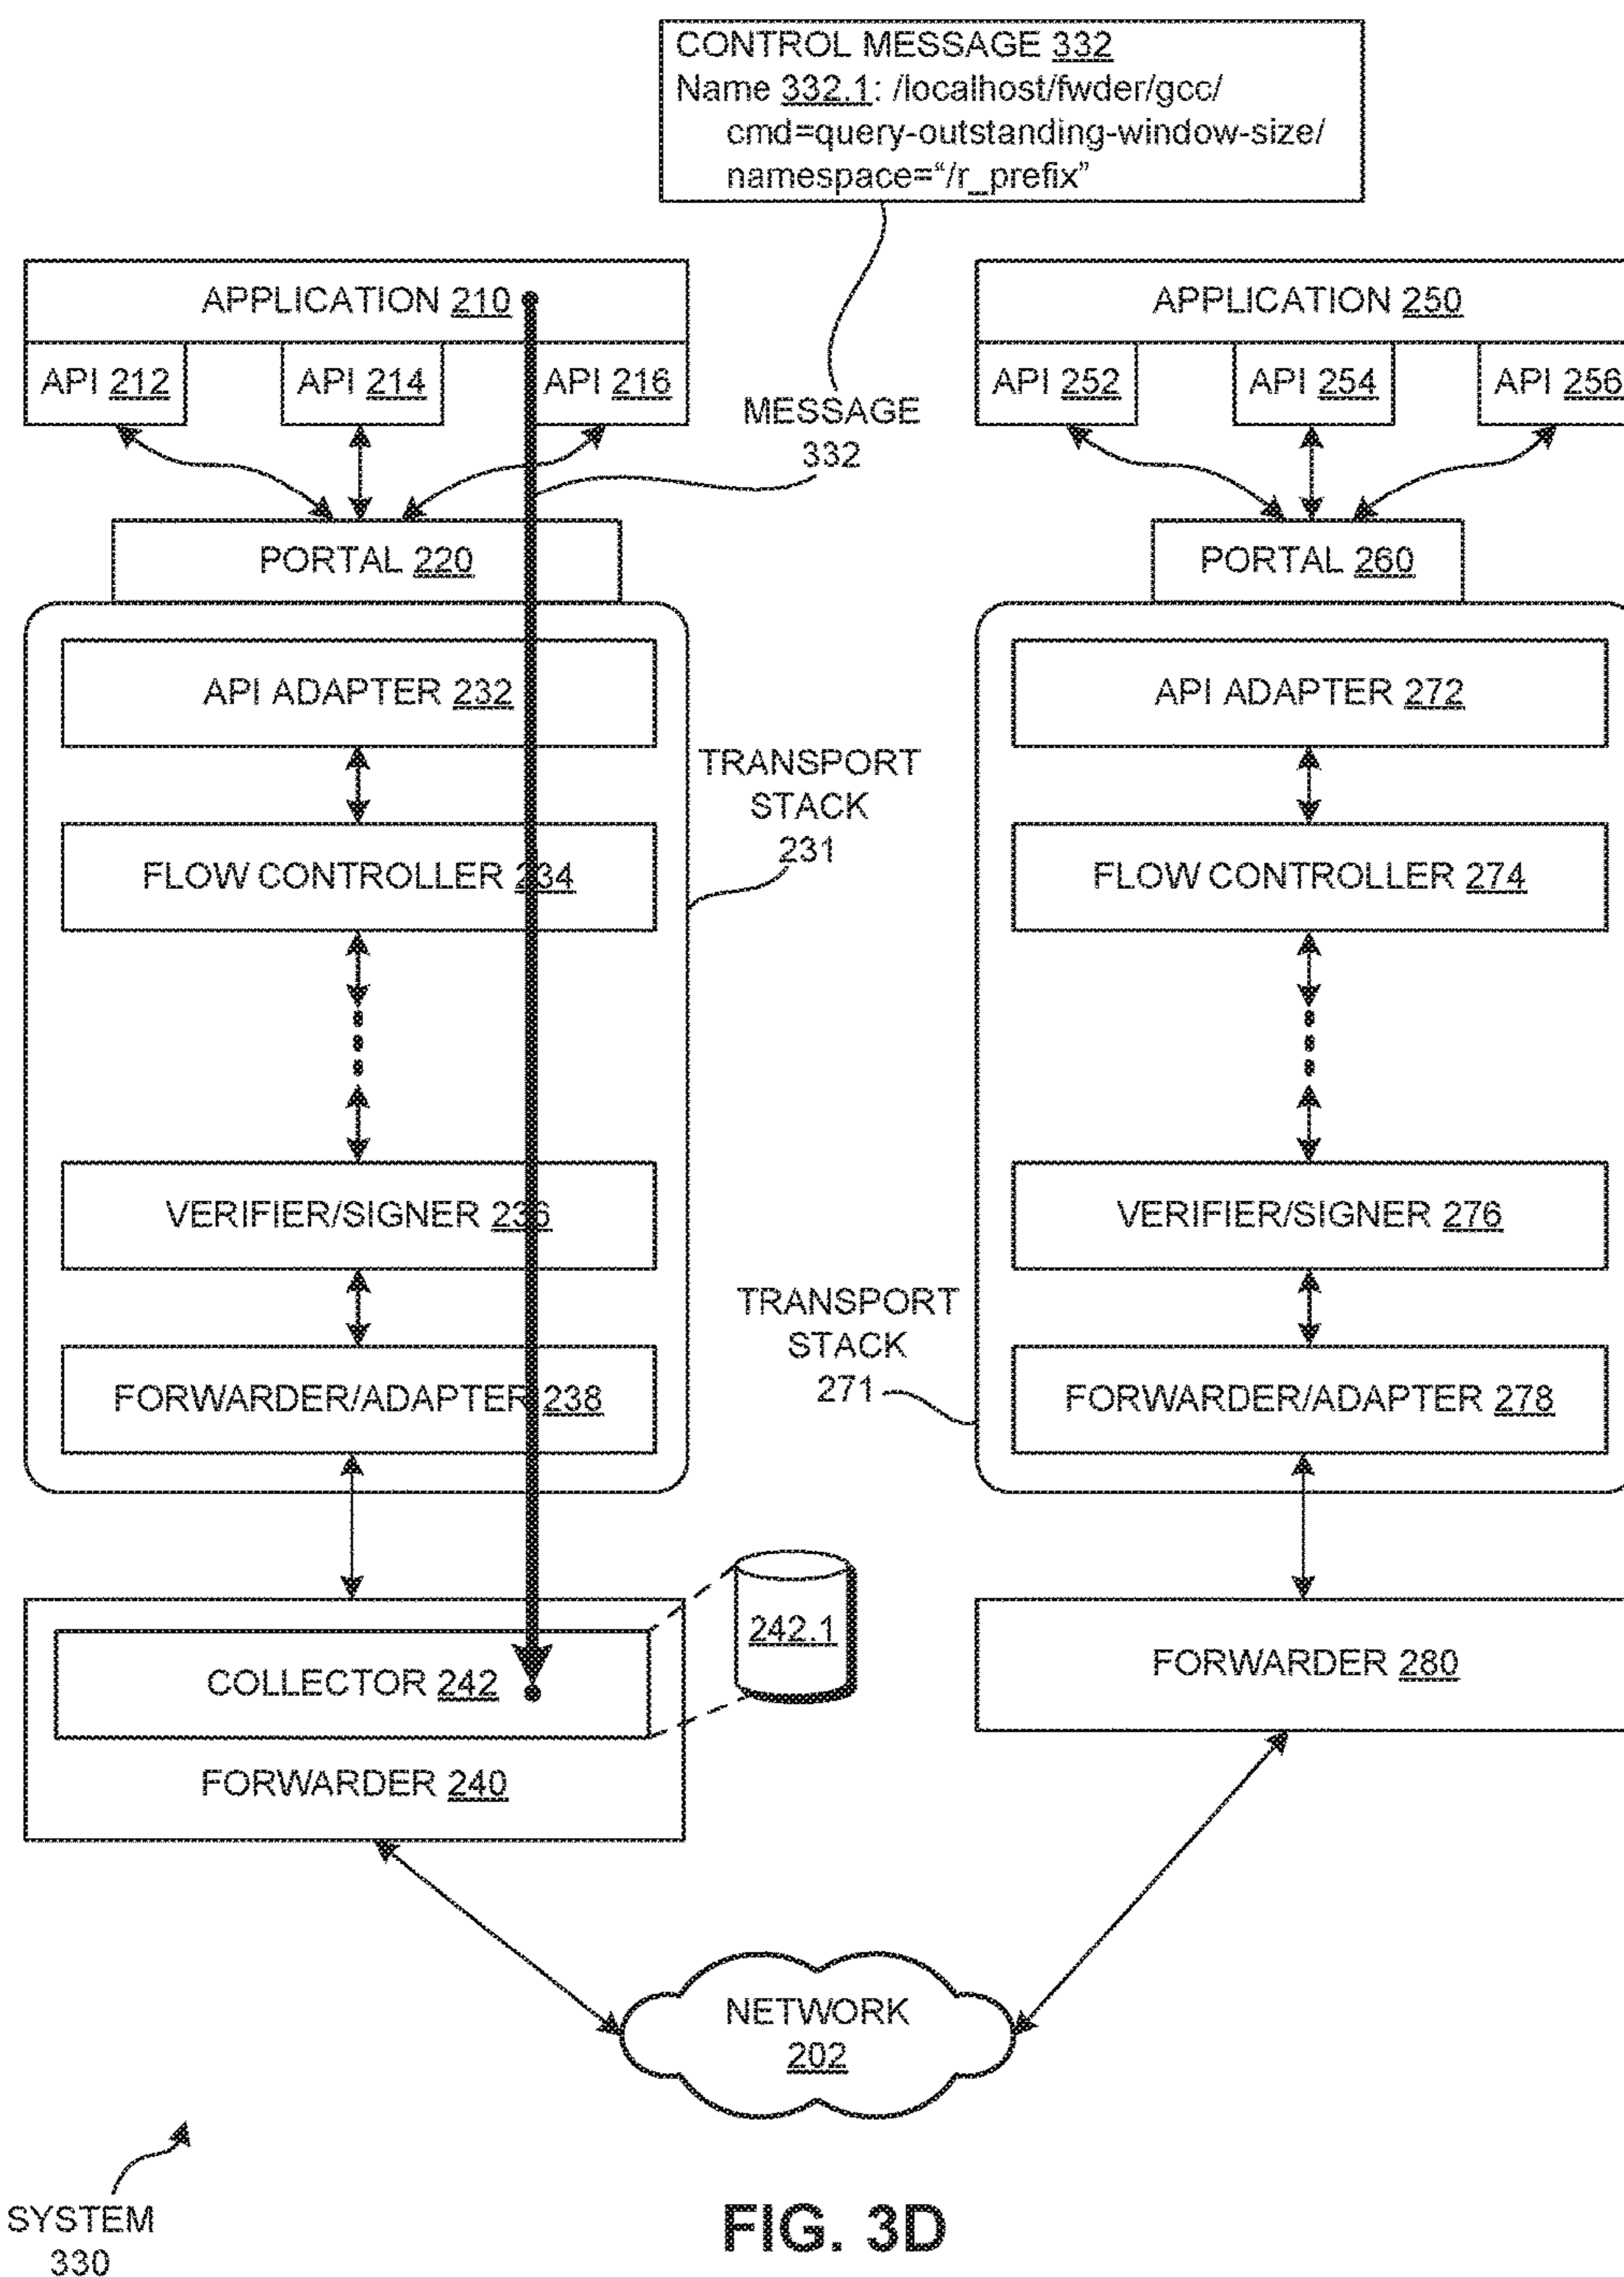 CONTROL MESSAGE 332
Name 332.1: /localhost/fwder/gcc/
cmd=query-outstanding-window-size/
namespace=“/r_prefix”
APPLICATION 210
API 212
API 214
API 216
MESSAGE
332
APPLICATION 250
API 252
API 254
API 256
PORTAL 220
PORTAL 260
API ADAPTER 232
FLOW CONTROLLER 234
VERIFIER/SIGNER 236
FORWARDER/ADAPTER 238
TRANSPORT
STACK
231
API ADAPTER 272
FLOW CONTROLLER 274
VERIFIER/SIGNER 276
FORWARDER/ADAPTER 278
TRANSPORT
STACK
271
COLLECTOR 242
242.1
FORWARDER 240
FORWARDER 280
NETWORK
202
SYSTEM
330
FIG. 3D